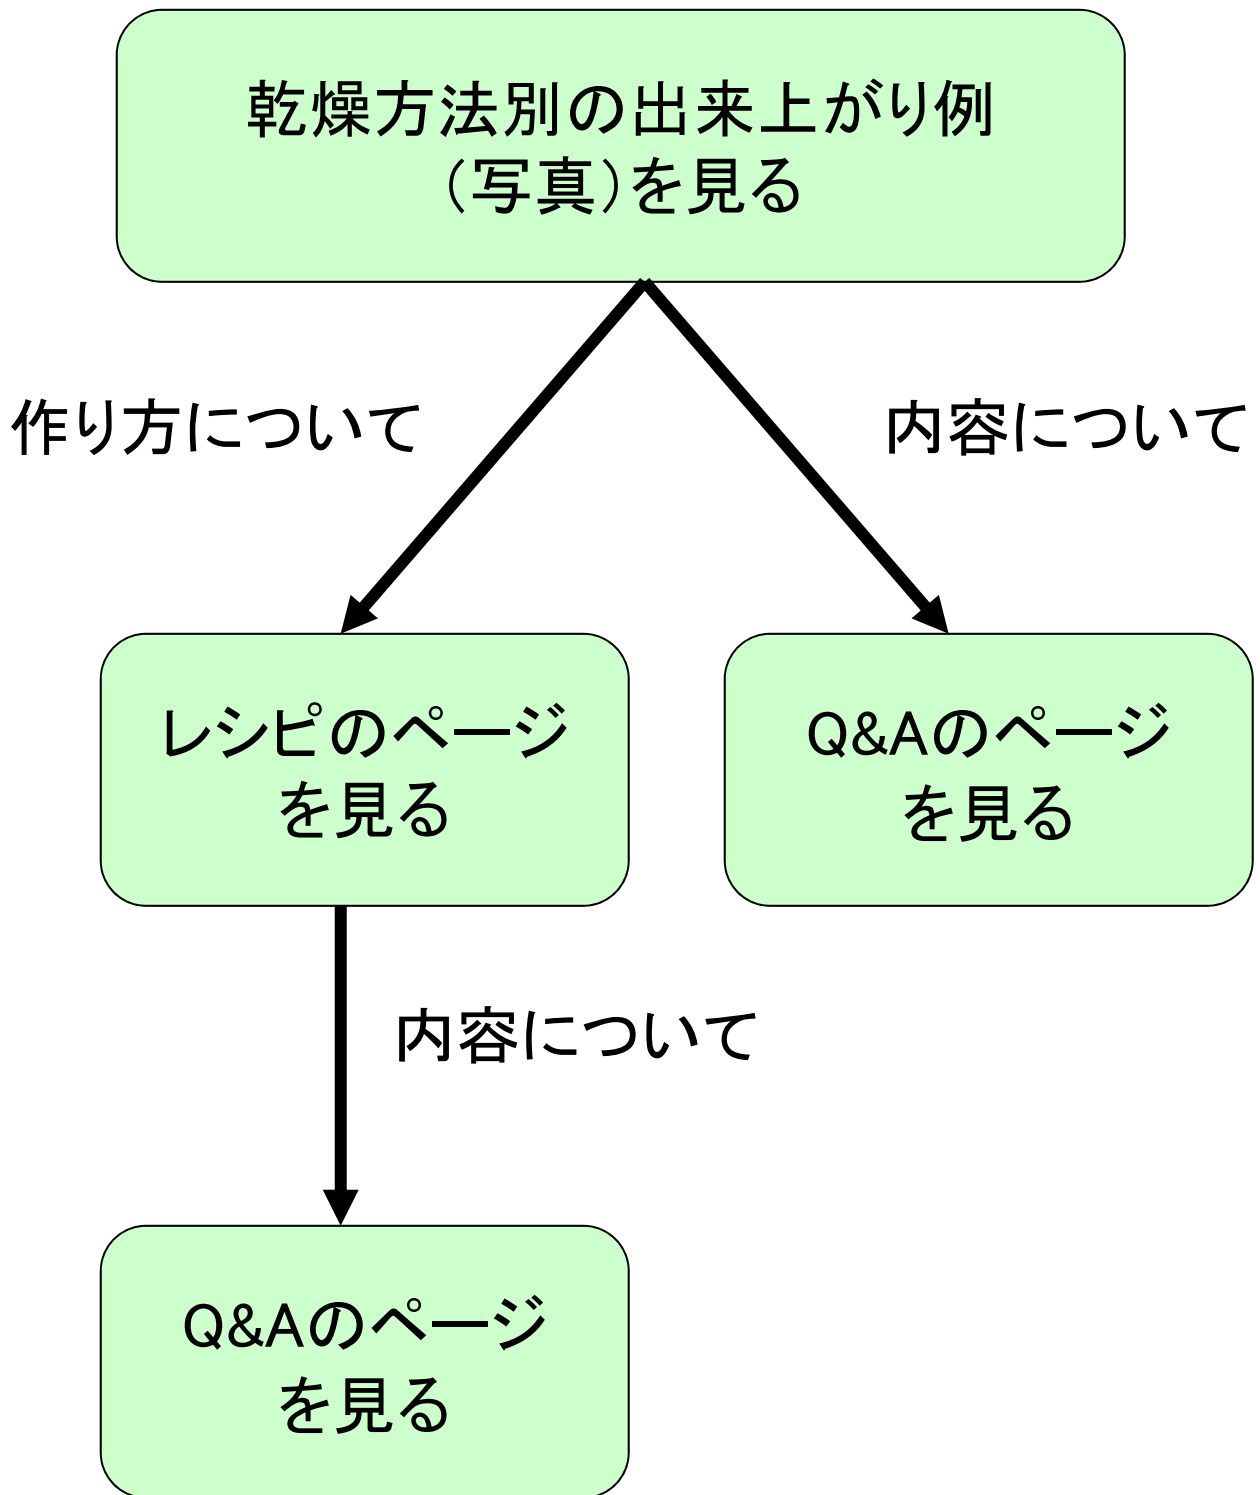 乾燥方法別の出来上がり例
(写真)を見る
作り方について
内容について
レシピのページ
を見る
Q&Aのページ
を見る
内容について
Q&Aのページ
を見る